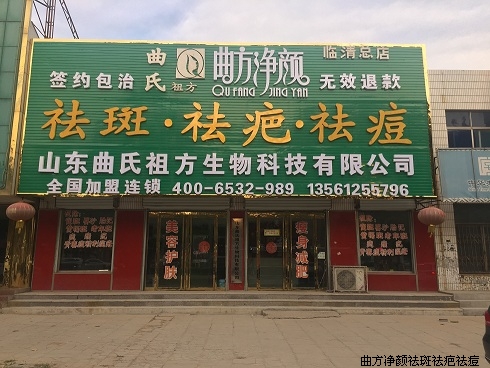 曲氏祖方 曲方净颜 临清总店
QU FANG JING YAN
签约包治 无效退款
祛斑·祛疤·祛痘
山东曲氏祖方生物科技有限公司
全国加盟连锁 400-6532-989 13561255796
美容护肤
瘦身减肥
曲方净颜祛斑祛疤祛痘